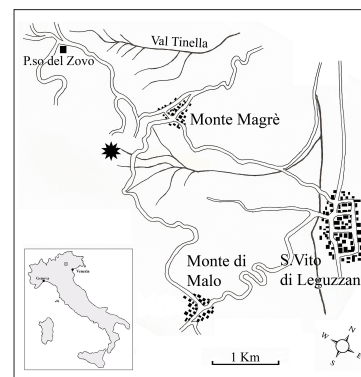 Val Tinella
P.so del Zovo
Monte Magrè
Monte di
Malo
S. Vito
di Leguzzano
Genova
Venezia
1 Km
N
W
E
S